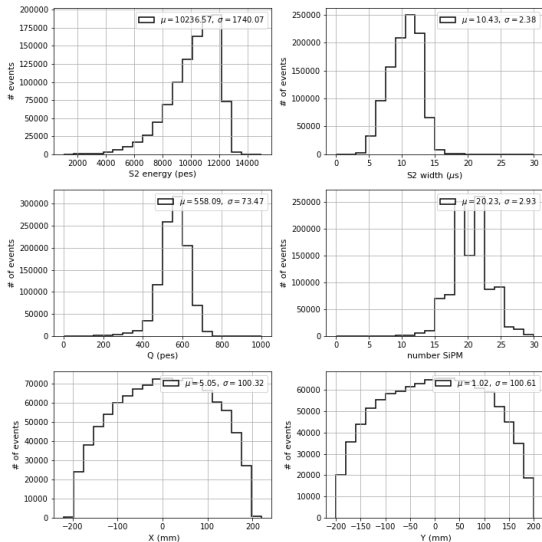 μ = 10236.57, σ = 1740.07
200000
175000
150000
125000
100000
75000
50000
25000
0
# events
2000 4000 6000 8000 10000 12000 14000
S2 energy (pes)
μ = 10.43, σ = 2.38
250000
200000
150000
100000
50000
0
# of events
0 5 10 15 20 25 30
S2 width (μs)
μ = 558.09, σ = 73.47
300000
250000
200000
150000
100000
50000
0
# of events
0 200 400 600 800 1000
Q (pes)
μ = 20.23, σ = 2.93
250000
200000
150000
100000
50000
0
# of events
0 5 10 15 20 25 30
number SiPM
μ = 5.05, σ = 100.32
70000
60000
50000
40000
30000
20000
10000
0
# of events
−200 −100 0 100 200
X (mm)
μ = 1.02, σ = 100.61
60000
50000
40000
30000
20000
10000
0
# of events
−200 −150 −100 −50 0 50 100 150 200
Y (mm)